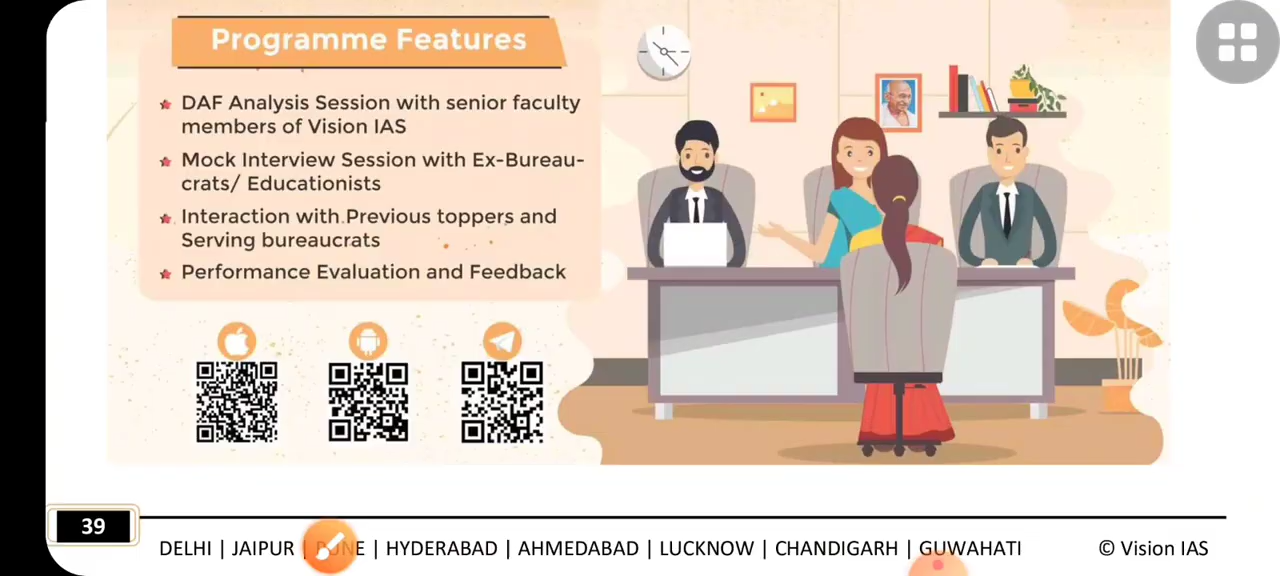 Programme Features
DAF Analysis Session with senior faculty
members of Vision IAS
Mock Interview Session with Ex-Bureau-
crats/ Educationists
Interaction with Previous toppers and
Serving bureaucrats
Performance Evaluation and Feedback
39
DELHI | JAIPUR | PUNE | HYDERABAD | AHMEDABAD | LUCKNOW | CHANDIGARH | GUWAHATI
© Vision IAS